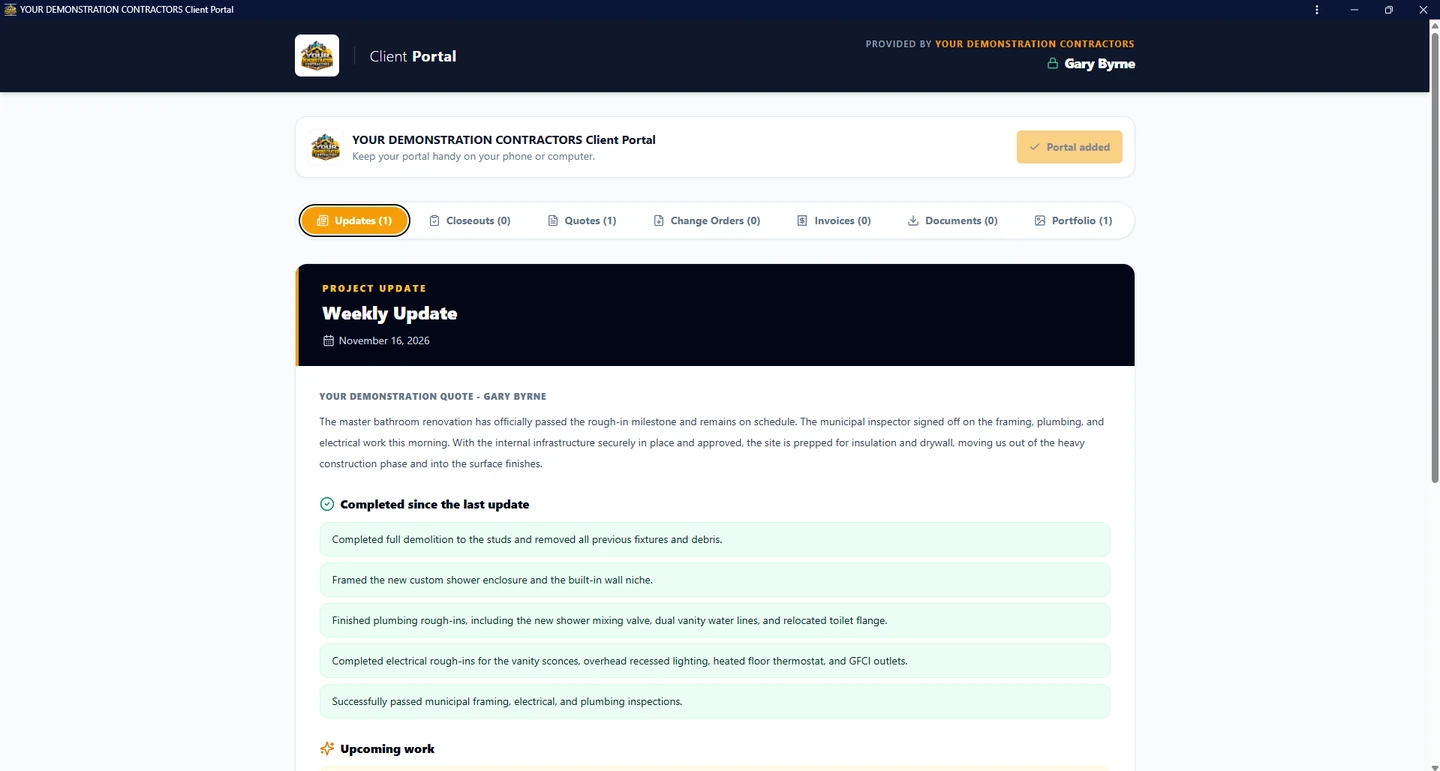 YOUR DEMONSTRATION CONTRACTORS Client Portal
YOUR DEMONSTRATION CONTRACTORS
Client Portal
PROVIDED BY YOUR DEMONSTRATION CONTRACTORS
Gary Byrne
YOUR DEMONSTRATION CONTRACTORS
YOUR DEMONSTRATION CONTRACTORS Client Portal
Keep your portal handy on your phone or computer.
Portal added
Updates (1)
Closeouts (0)
Quotes (1)
Change Orders (0)
Invoices (0)
Documents (0)
Portfolio (1)
PROJECT UPDATE
Weekly Update
November 16, 2026
YOUR DEMONSTRATION QUOTE - GARY BYRNE
The master bathroom renovation has officially passed the rough-in milestone and remains on schedule. The municipal inspector signed off on the framing, plumbing, and
electrical work this morning. With the internal infrastructure securely in place and approved, the site is prepped for insulation and drywall, moving us out of the heavy
construction phase and into the surface finishes.
Completed since the last update
Completed full demolition to the studs and removed all previous fixtures and debris.
Framed the new custom shower enclosure and the built-in wall niche.
Finished plumbing rough-ins, including the new shower mixing valve, dual vanity water lines, and relocated toilet flange.
Completed electrical rough-ins for the vanity sconces, overhead recessed lighting, heated floor thermostat, and GFCI outlets.
Successfully passed municipal framing, electrical, and plumbing inspections.
Upcoming work